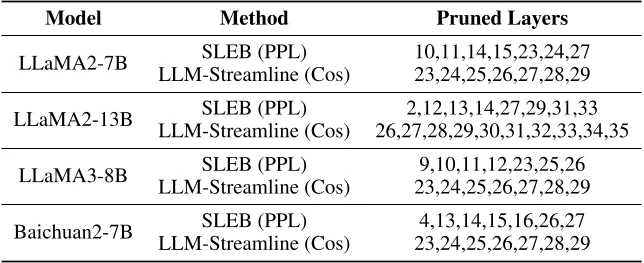 Model Method Pruned Layers
LLaMA2-7B SLEB (PPL) 10,11,14,15,23,24,27
LLM-Streamline (Cos) 23,24,25,26,27,28,29
LLaMA2-13B SLEB (PPL) 2,12,13,14,27,29,31,33
LLM-Streamline (Cos) 26,27,28,29,30,31,32,33,34,35
LLaMA3-8B SLEB (PPL) 9,10,11,12,23,25,26
LLM-Streamline (Cos) 23,24,25,26,27,28,29
Baichuan2-7B SLEB (PPL) 4,13,14,15,16,26,27
LLM-Streamline (Cos) 23,24,25,26,27,28,29